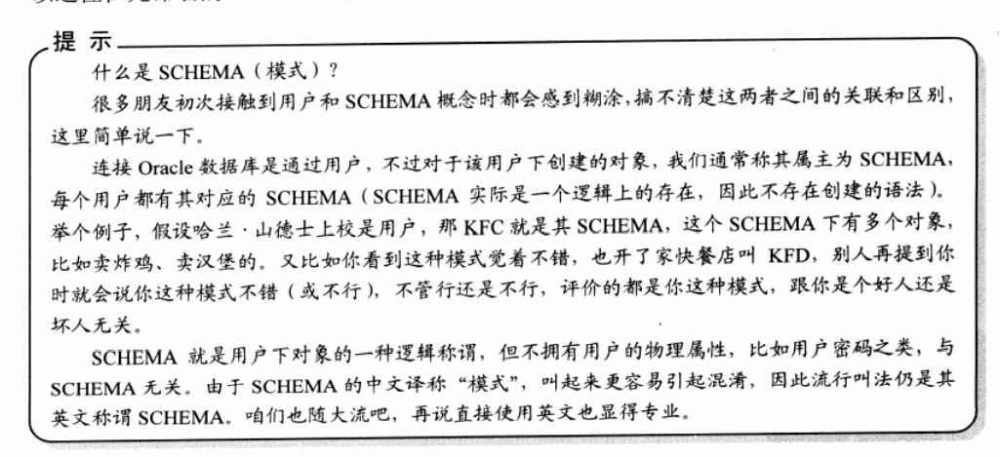 提 示
什么是 SCHEMA（模式）？
很多朋友初次接触到用户和 SCHEMA 概念时都会感到糊涂，搞不清楚这两者之间的关联和区别，
这里简单说一下。
连接 Oracle 数据库是通过用户，不过对于该用户下创建的对象，我们通常称其属主为 SCHEMA，
每个用户都有其对应的 SCHEMA（SCHEMA 实际是一个逻辑上的存在，因此不存在创建的语法）。
举个例子，假设哈兰·山德士上校是用户，那 KFC 就是其 SCHEMA，这个 SCHEMA 下有多个对象，
比如卖炸鸡、卖汉堡的。又比如你看到这种模式觉着不错，也开了家快餐店叫 KFD，别人再提到你
时就会说你这种模式不错（或不行），不管行还是不行，评价的都是你这种模式，跟你是个好人还是
坏人无关。
SCHEMA 就是用户下对象的一种逻辑称谓，但不拥有用户的物理属性，比如用户密码之类，与
SCHEMA 无关。由于 SCHEMA 的中文译称“模式”，叫起来更容易引起混淆，因此流行叫法仍是其
英文称谓 SCHEMA。咱们也随大流吧，再说直接使用英文也显得专业。